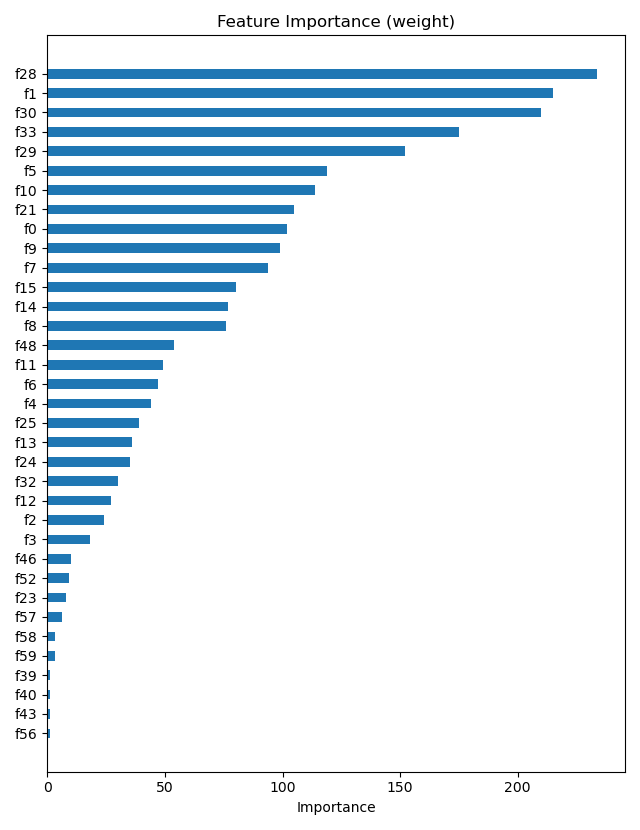 Feature Importance (weight)
f28
f1
f30
f33
f29
f5
f10
f21
f0
f9
f7
f15
f14
f8
f48
f11
f6
f4
f25
f13
f24
f32
f12
f2
f3
f46
f52
f23
f57
f58
f59
f39
f40
f43
f56
0 50 100 150 200
Importance